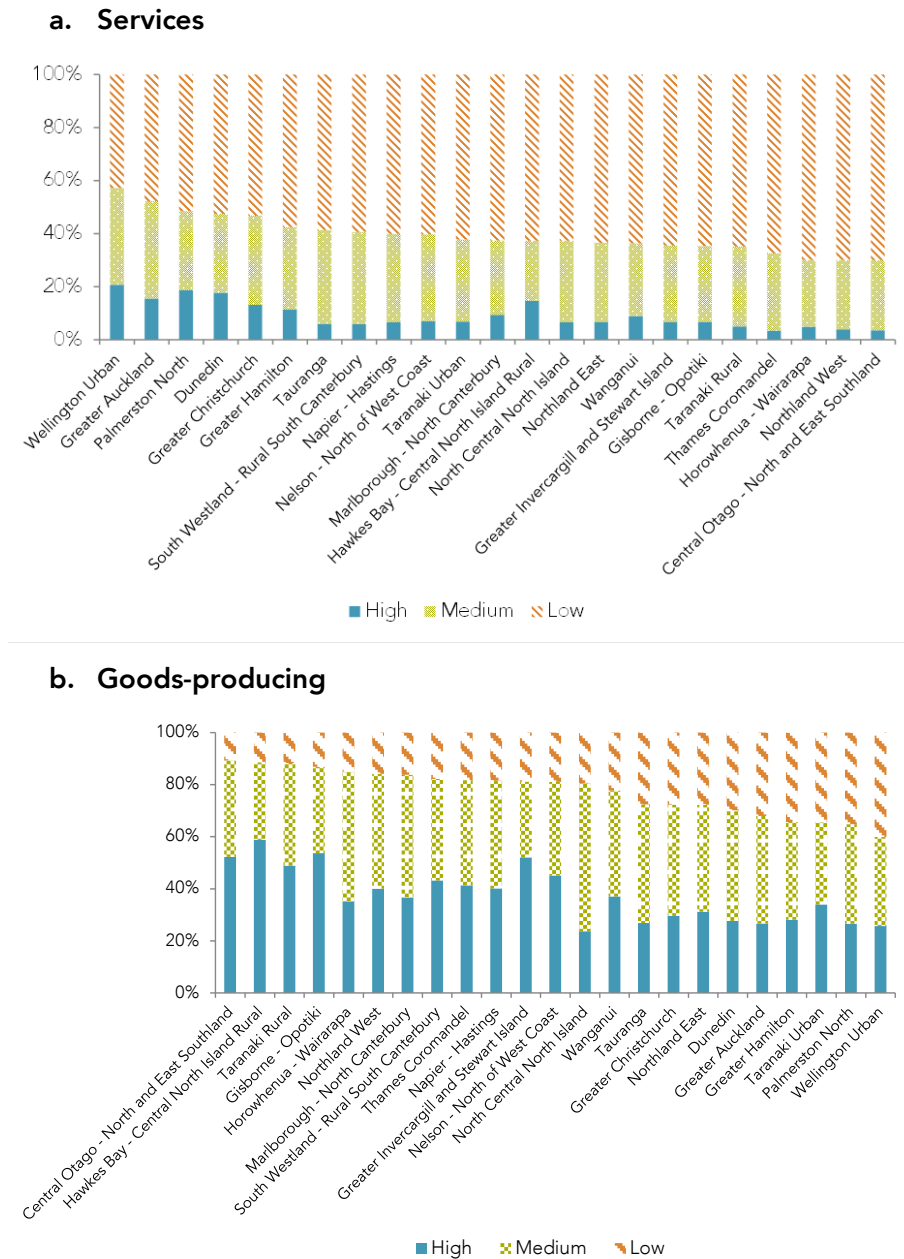 a. Services
100%
80%
60%
40%
20%
0%
Wellington Urban
Greater Auckland
Palmerston North
Dunedin
Greater Christchurch
Greater Hamilton
Tauranga
South Westland - Rural South Canterbury
Napier - Hastings
Nelson - North of West Coast
Taranaki Urban
Marlborough - North Canterbury
Hawkes Bay - Central North Island Rural
North Central North Island
Northland East
Wanganui
Greater Invercargill and Stewart Island
Gisborne - Opotiki
Taranaki Rural
Thames Coromandel
Horowhenua - Wairarapa
Northland West
Central Otago - North and East Southland
High Medium Low
b. Goods-producing
100%
80%
60%
40%
20%
0%
Central Otago - North and East Southland
Hawkes Bay - Central North Island Rural
Taranaki Rural
Gisborne - Opotiki
Horowhenua - Wairarapa
Northland West
Marlborough - North Canterbury
South Westland - Rural South Canterbury
Thames Coromandel
Napier - Hastings
Greater Invercargill and Stewart Island
Nelson - North of West Coast
North Central North Island
Wanganui
Tauranga
Greater Christchurch
Northland East
Dunedin
Greater Auckland
Greater Hamilton
Taranaki Urban
Palmerston North
Wellington Urban
High Medium Low